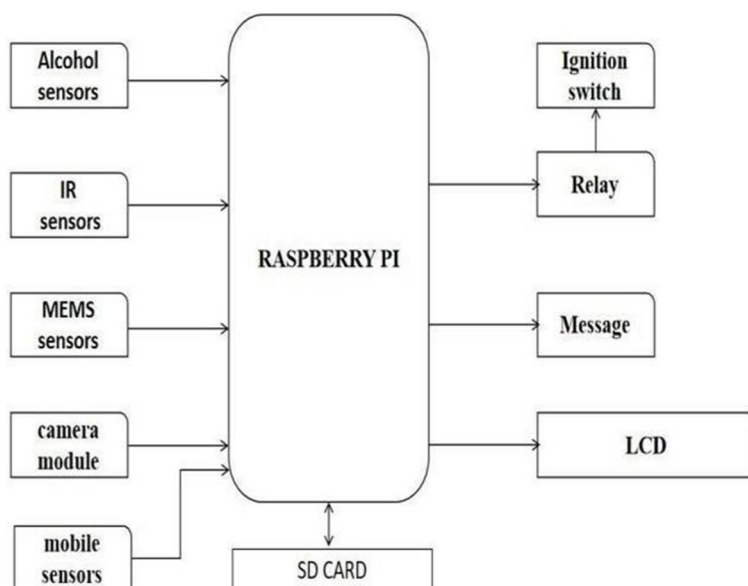 Alcohol
sensors
IR
sensors
MEMS
sensors
camera
module
mobile
sensors
RASPBERRY PI
SD CARD
Ignition
switch
Relay
Message
LCD